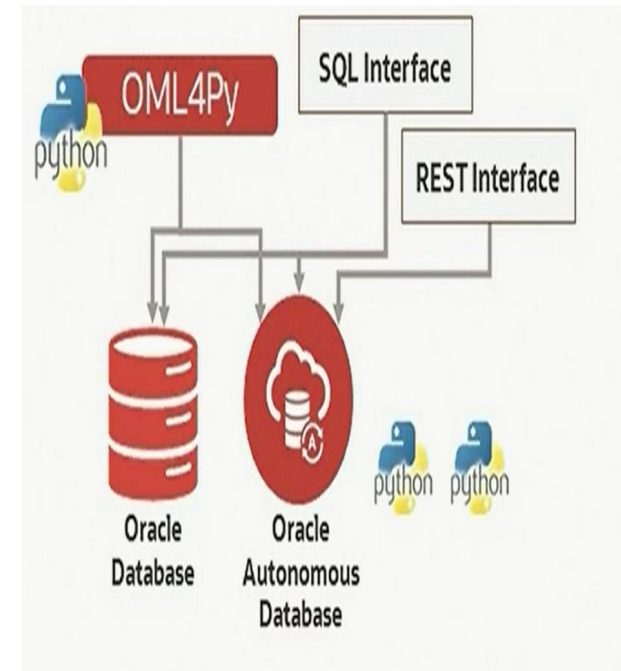 OML4Py
python
SQL Interface
REST Interface
A
python
python
Oracle
Database
Oracle
Autonomous
Database